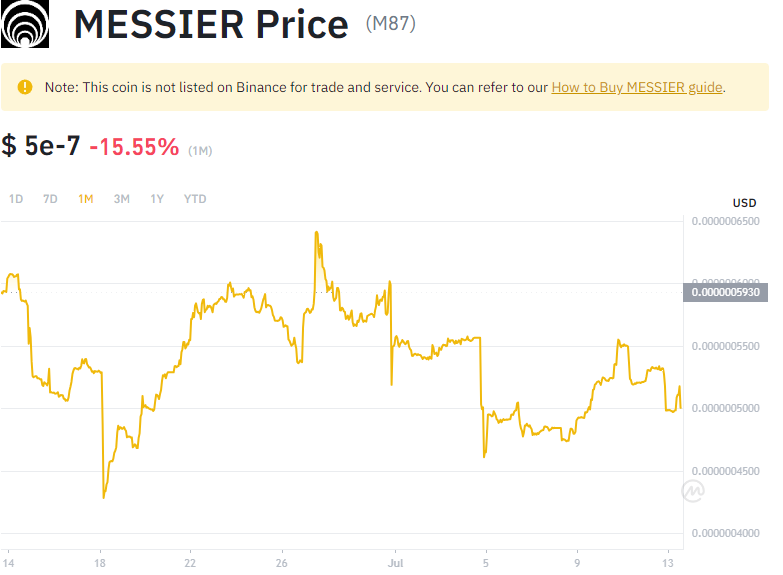 MESSIER Price (M87)
Note: This coin is not listed on Binance for trade and service. You can refer to our How to Buy MESSIER guide.
$ 5e-7 -15.55% (1M)
1D 7D 1M 3M 1Y YTD
USD
0.0000006500
0.0000006000
0.0000005930
0.0000005500
0.0000005000
0.0000004500
0.0000004000
14 18 22 26 Jul 5 9 13